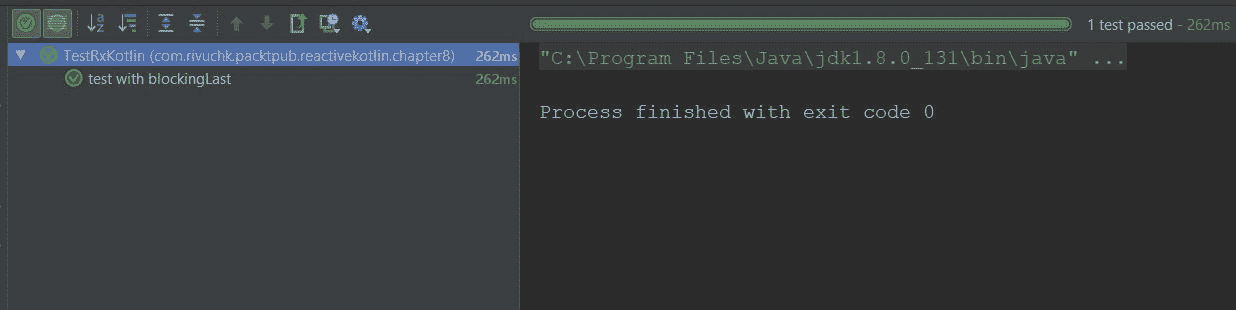 1 test passed - 262ms
TestRxKotlin (com.rivuchk.packtpub.reactivekotlin.chapter8) 262ms
test with blockingLast 262ms
"C:\Program Files\Java\jdk1.8.0_131\bin\java" ...
Process finished with exit code 0